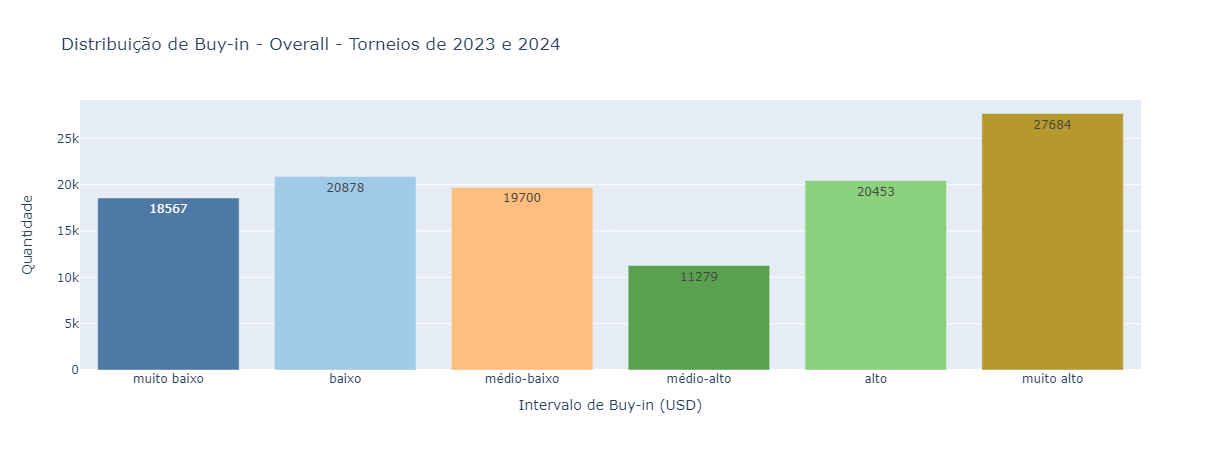 Distribuição de Buy-in - Overall - Torneios de 2023 e 2024
Quantidade
25k
20k
15k
10k
5k
0
18567
20878
19700
11279
20453
27684
muito baixo
baixo
médio-baixo
médio-alto
alto
muito alto
Intervalo de Buy-in (USD)